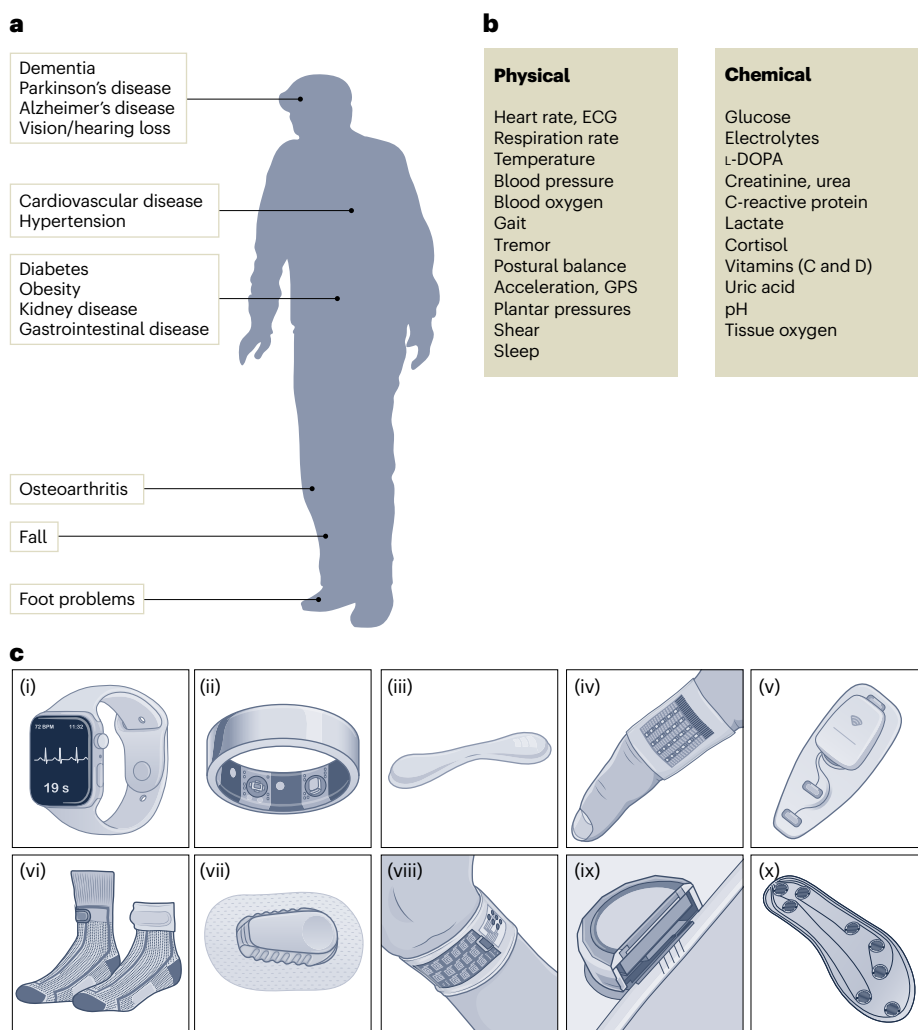 a
Dementia
Parkinson's disease
Alzheimer's disease
Vision/hearing loss
Cardiovascular disease
Hypertension
Diabetes
Obesity
Kidney disease
Gastrointestinal disease
Osteoarthritis
Fall
Foot problems
b
Physical
Heart rate, ECG
Respiration rate
Temperature
Blood pressure
Blood oxygen
Gait
Tremor
Postural balance
Acceleration, GPS
Plantar pressures
Shear
Sleep
Chemical
Glucose
Electrolytes
L-DOPA
Creatinine, urea
C-reactive protein
Lactate
Cortisol
Vitamins (C and D)
Uric acid
pH
Tissue oxygen
c
(i)
72 BPM 11:32
19 s
(ii)
(iii)
(iv)
(v)
(vi)
(vii)
(viii)
(ix)
(x)